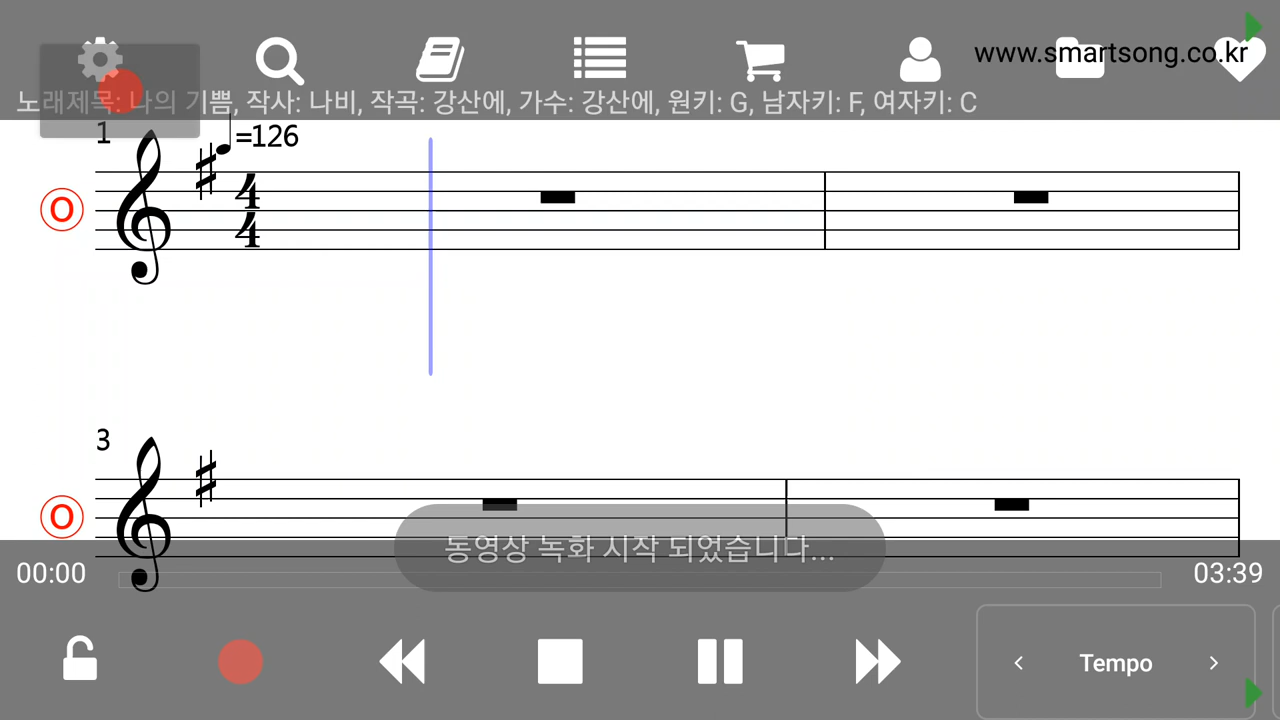 www.smartsong.co.kr
노래제목: 나의 기쁨, 작사: 나비, 작곡: 강산에, 가수: 강산에, 원키: G, 남자키: F, 여자키: C
1
=126
O
4
4
3
O
동영상 녹화 시작 되었습니다...
00:00
03:39
Tempo